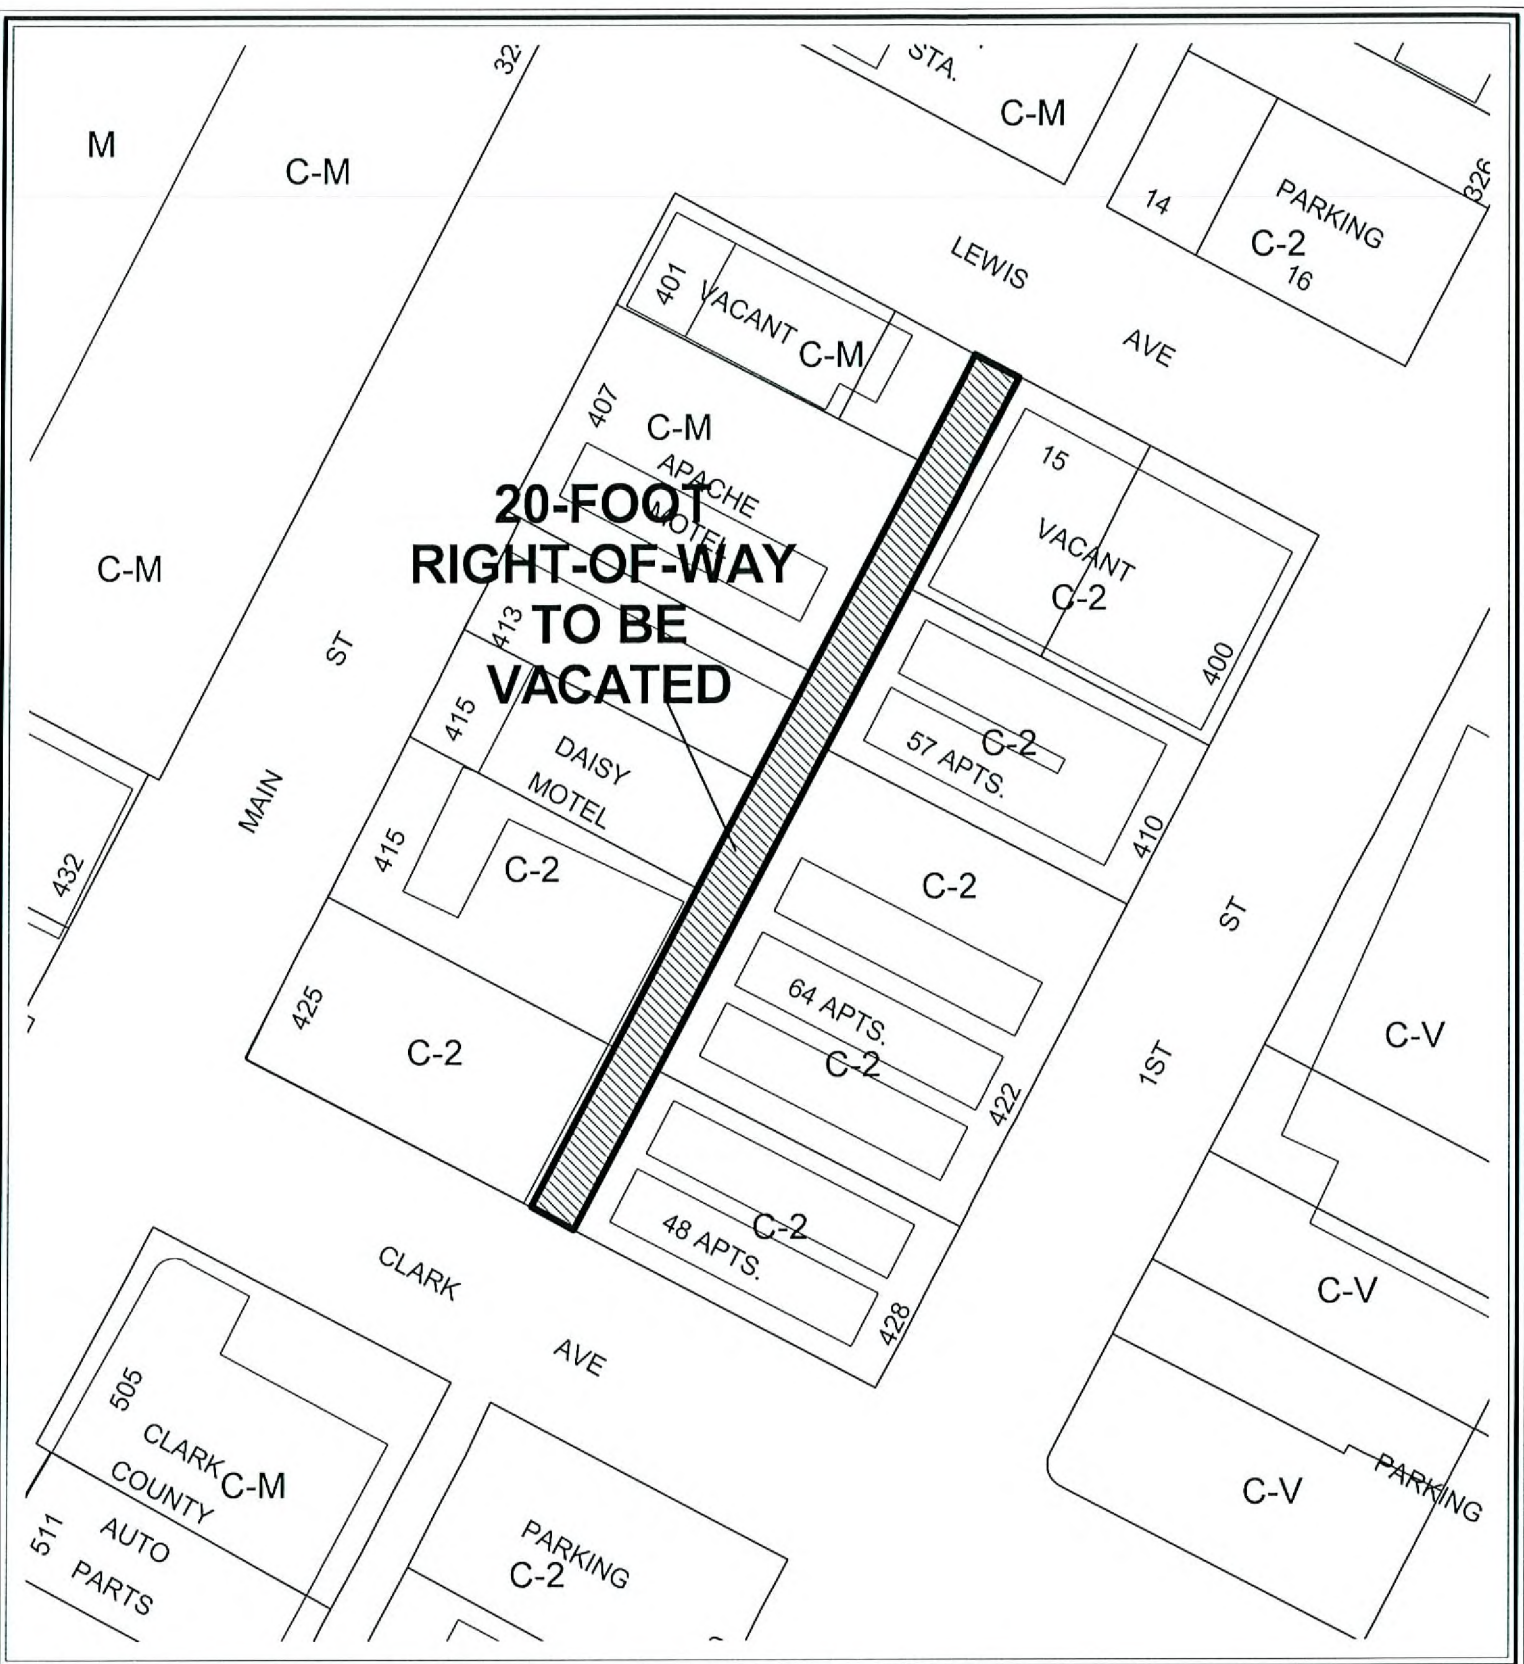 STA.
C-M
M
C-M
14
PARKING
C-2
16
326
LEWIS
AVE
401
VACANT
C-M
407
C-M
APACHE
MOTEL
20-FOOT
RIGHT-OF-WAY
TO BE
VACATED
15
VACANT
C-2
400
C-M
ST
MAIN
413
415
DAISY
MOTEL
C-2
57 APTS.
410
415
C-2
432
C-2
ST
1ST
425
C-2
64 APTS.
C-2
422
C-V
C-2
48 APTS.
428
CLARK
AVE
C-V
505
CLARK
COUNTY
C-M
511
AUTO
PARTS
PARKING
C-2
C-V
PARKING